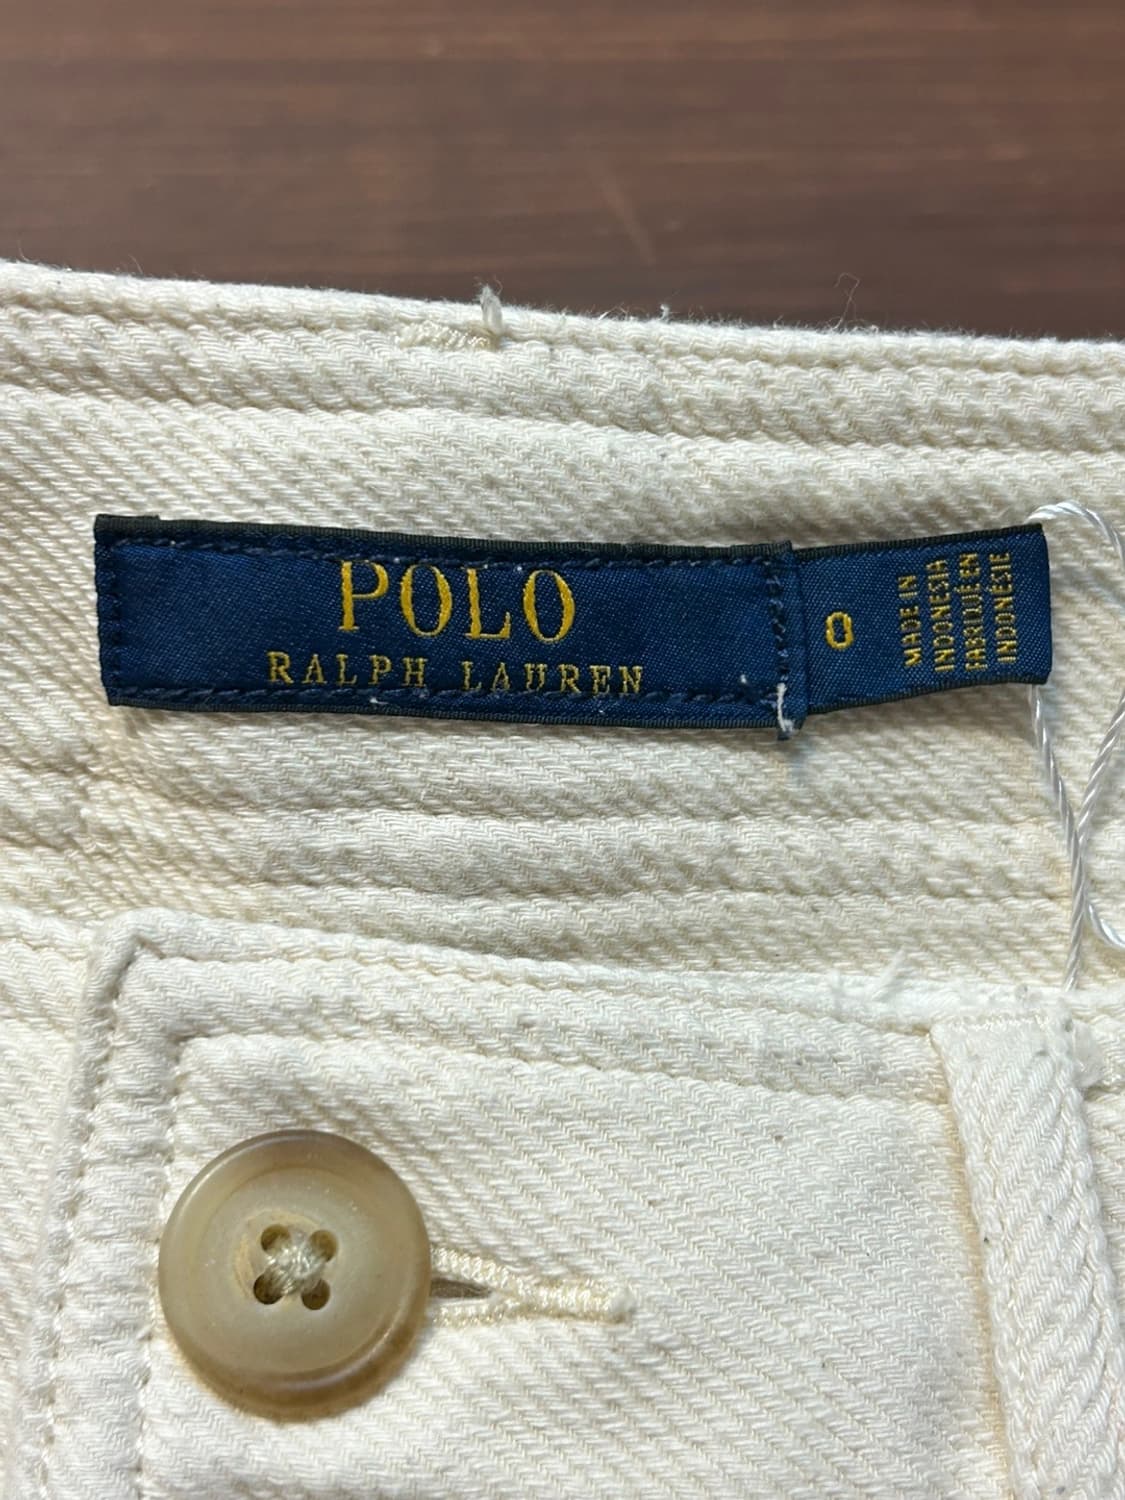 POLO
RALPH LAUREN
0
MADE IN
INDONESIA
FABRIQUÉ EN
INDONÉSIE